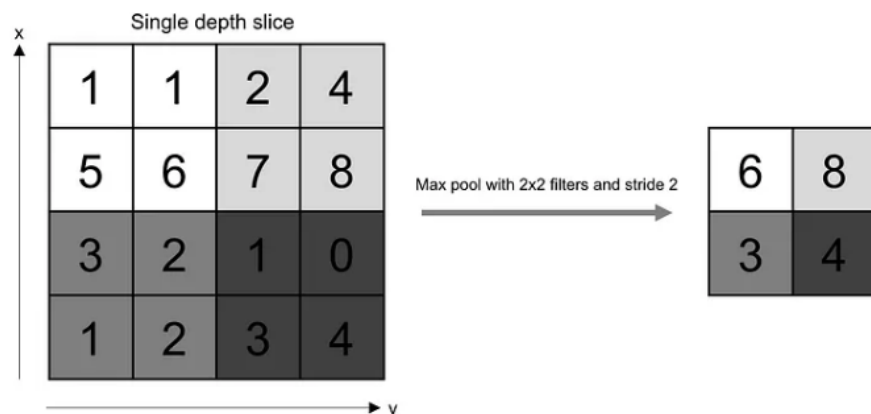 Single depth slice
x
1 1 2 4
5 6 7 8
3 2 1 0
1 2 3 4
y
Max pool with 2x2 filters and stride 2
6 8
3 4